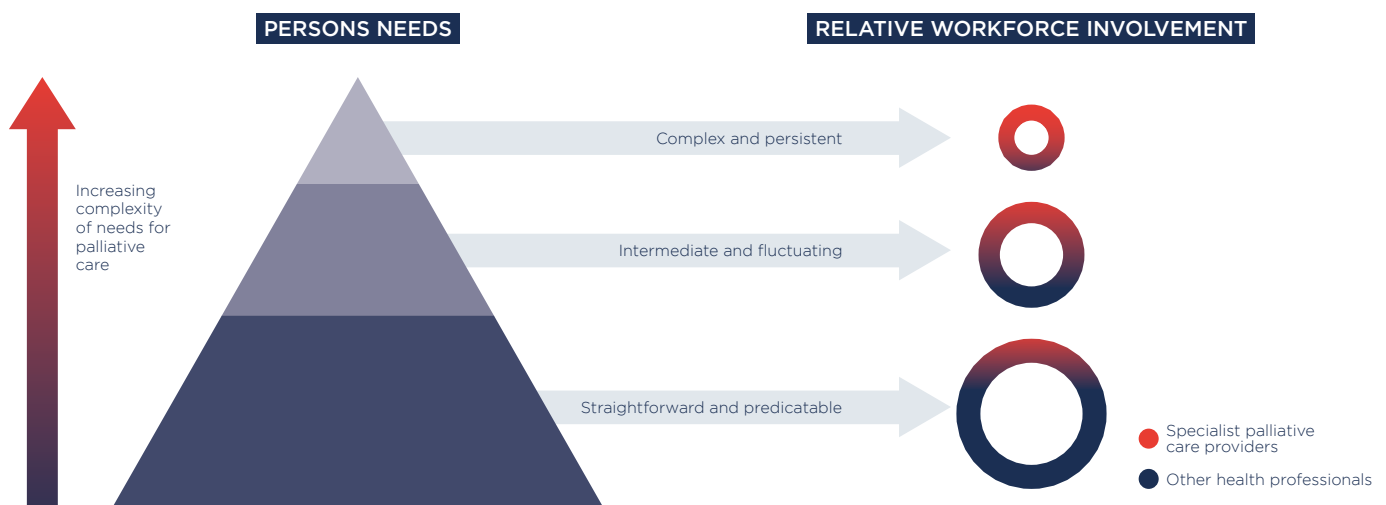 PERSONS NEEDS
RELATIVE WORKFORCE INVOLVEMENT
Increasing
complexity
of needs for
palliative
care
Complex and persistent
Intermediate and fluctuating
Straightforward and predicatable
Specialist palliative
care providers
Other health professionals